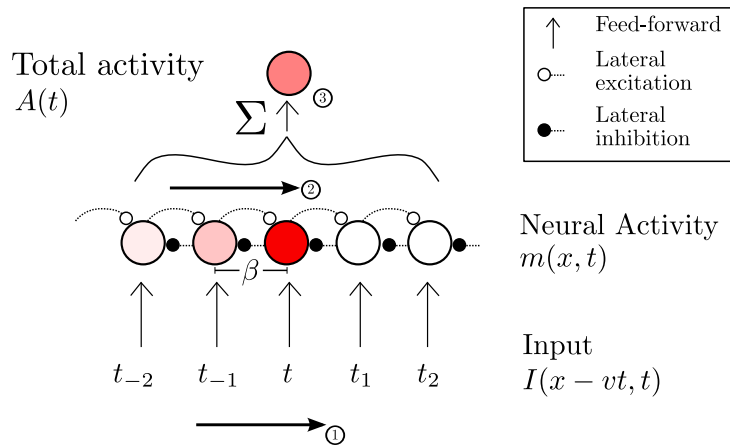 Total activity
A(t)
Σ
③
②
β
t₋₂ t₋₁ t t₁ t₂
①
Feed-forward
Lateral
excitation
Lateral
inhibition
Neural Activity
m(x, t)
Input
I(x − vt, t)